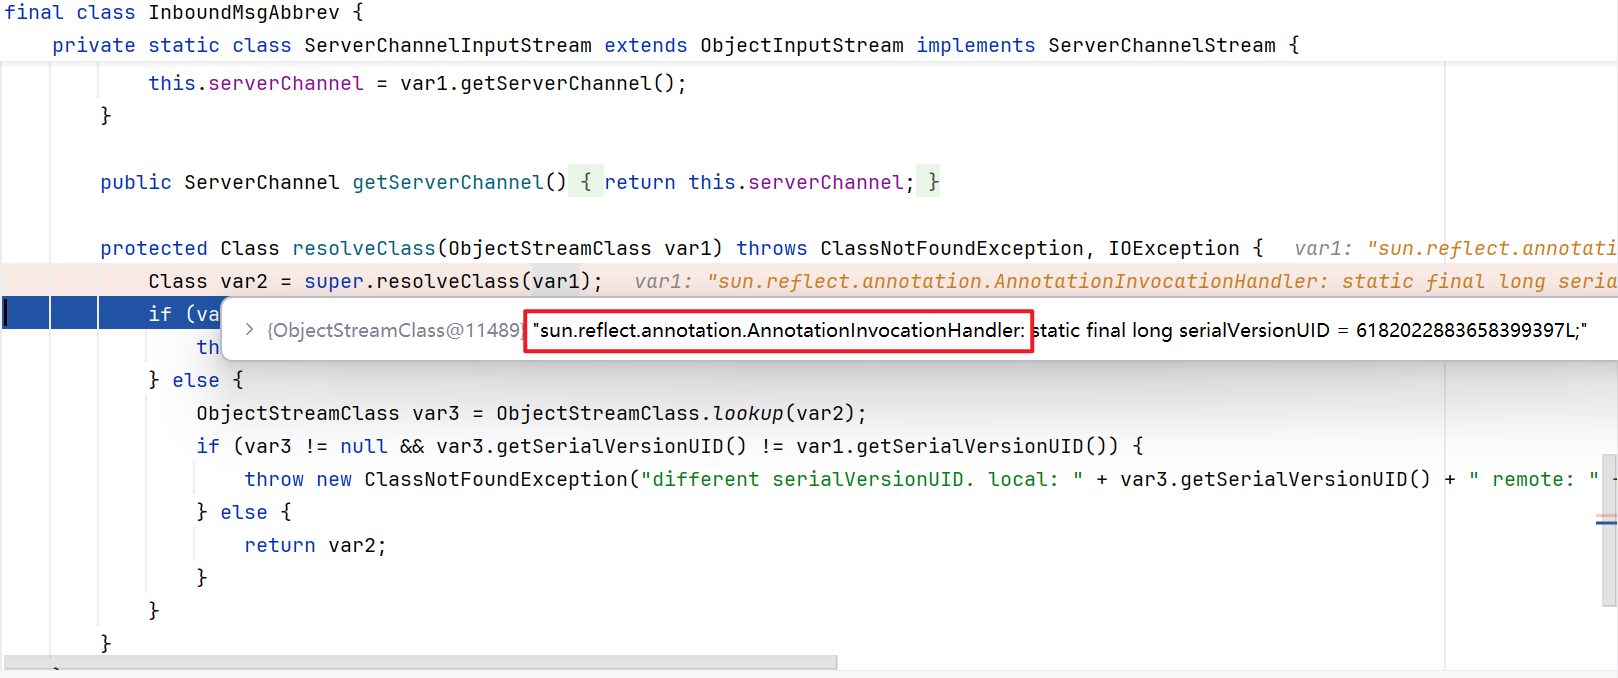 final class InboundMsgAbbrev {
private static class ServerChannelInputStream extends ObjectInputStream implements ServerChannelStream {
this.serverChannel = var1.getServerChannel();
}
public ServerChannel getServerChannel() { return this.serverChannel; }
protected Class resolveClass(ObjectStreamClass var1) throws ClassNotFoundException, IOException { var1: "sun.reflect.annotati
Class var2 = super.resolveClass(var1); var1: "sun.reflect.annotation.AnnotationInvocationHandler: static final long seria
if (va
{ObjectStreamClass@11489} "sun.reflect.annotation.AnnotationInvocationHandler: static final long serialVersionUID = 6182022883658399397L;"
th
} else {
ObjectStreamClass var3 = ObjectStreamClass.lookup(var2);
if (var3 != null && var3.getSerialVersionUID() != var1.getSerialVersionUID()) {
throw new ClassNotFoundException("different serialVersionUID. local: " + var3.getSerialVersionUID() + " remote: " +
} else {
return var2;
}
}
}